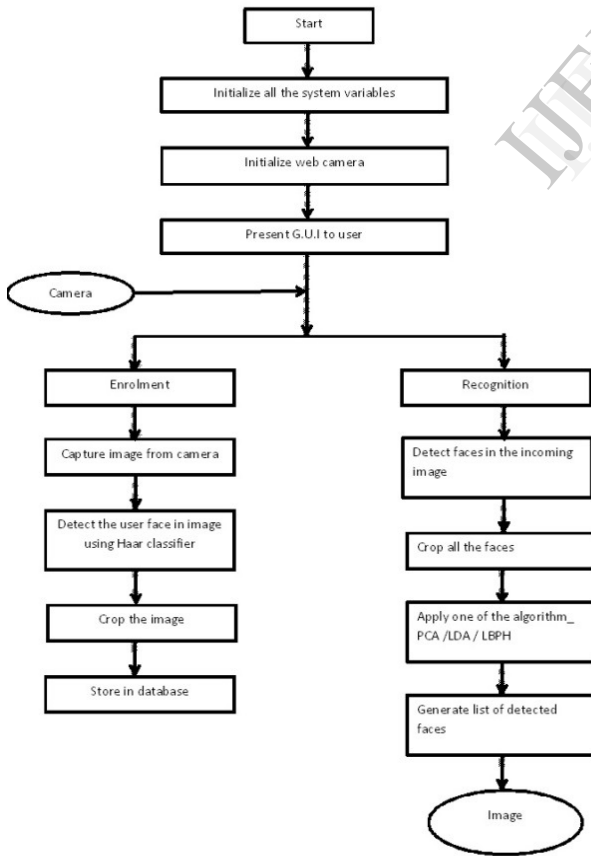 Start
Initialize all the system variables
Initialize web camera
Present G.U.I to user
Camera
Enrolment
Capture image from camera
Detect the user face in image
using Haar classifier
Crop the image
Store in database
Recognition
Detect faces in the incoming
image
Crop all the faces
Apply one of the algorithm_
PCA /LDA / LBPH
Generate list of detected
faces
Image